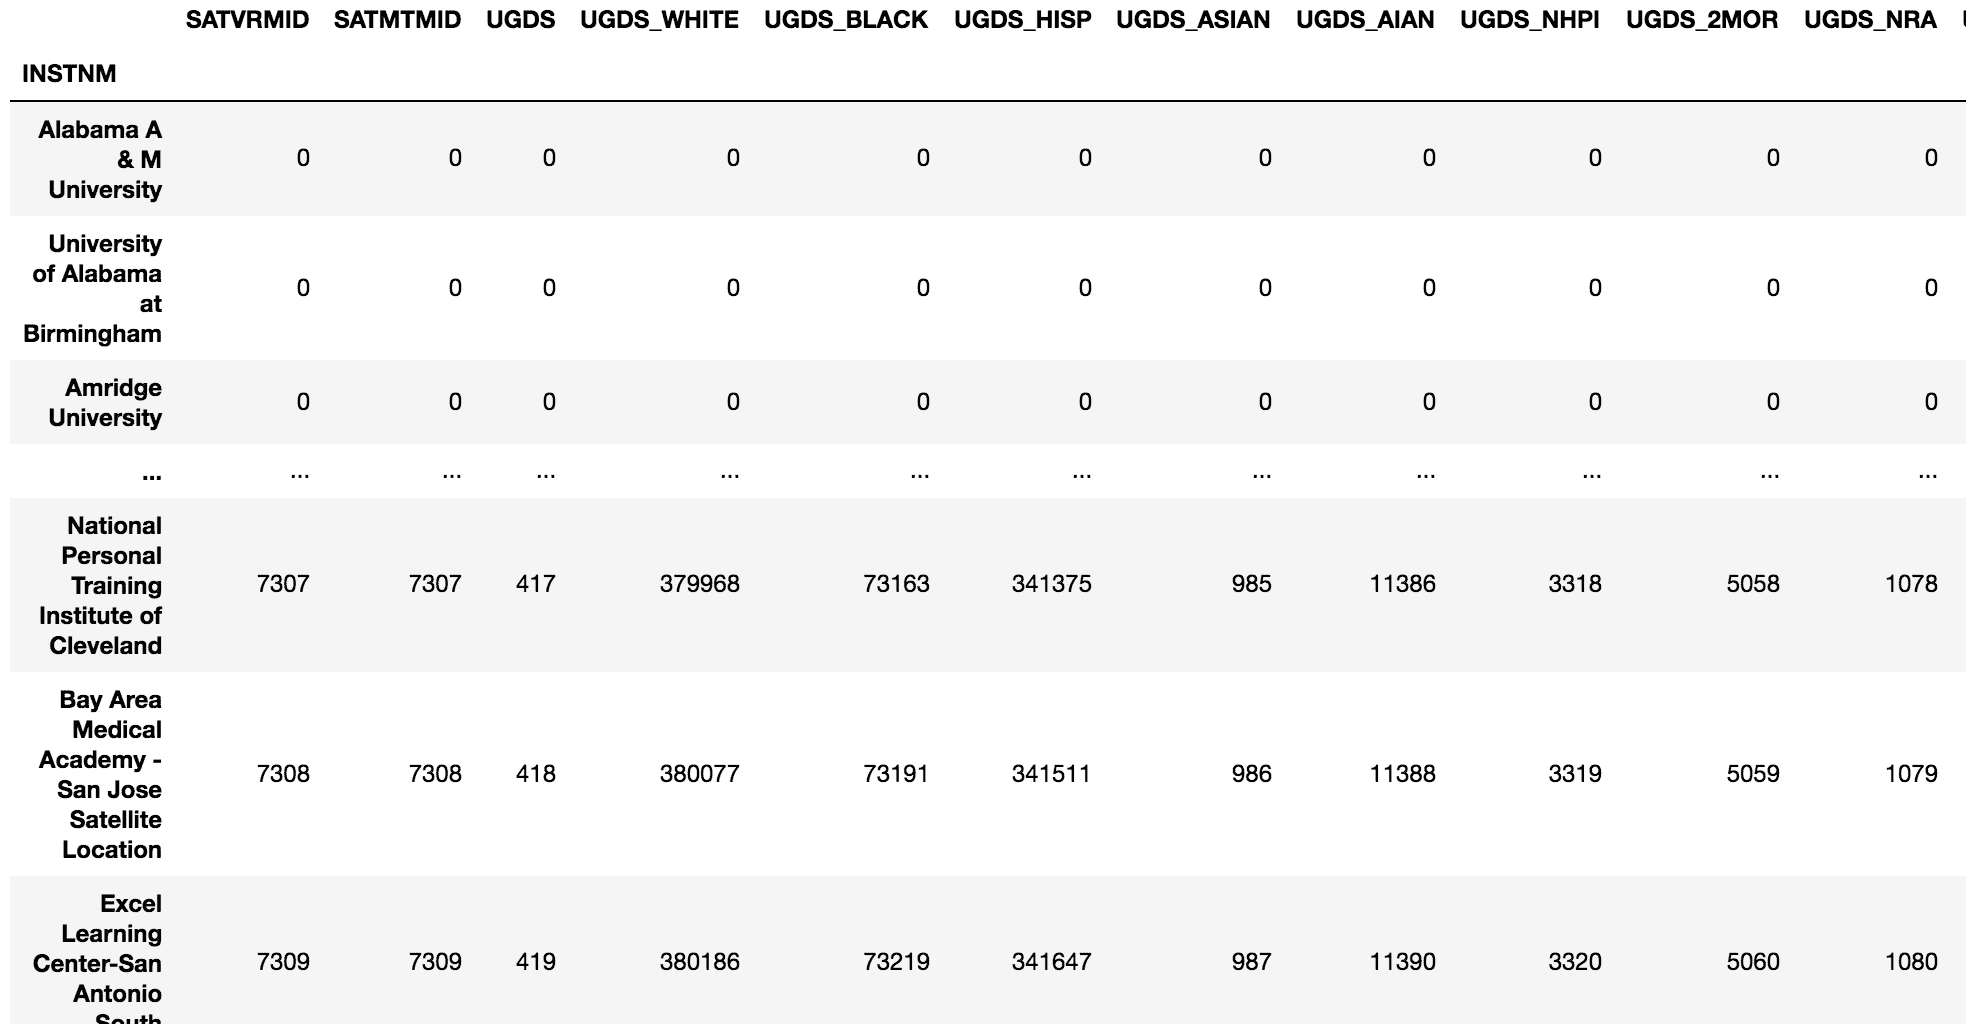 SATVRMID SATMTMID UGDS UGDS_WHITE UGDS_BLACK UGDS_HISP UGDS_ASIAN UGDS_AIAN UGDS_NHPI UGDS_2MOR UGDS_NRA
INSTNM
Alabama A
& M
University
0 0 0 0 0 0 0 0 0 0 0
University
of Alabama
at
Birmingham
0 0 0 0 0 0 0 0 0 0 0
Amridge
University
0 0 0 0 0 0 0 0 0 0 0
... ... ... ... ... ... ... ... ... ... ... ...
National
Personal
Training
Institute of
Cleveland
7307 7307 417 379968 73163 341375 985 11386 3318 5058 1078
Bay Area
Medical
Academy -
San Jose
Satellite
Location
7308 7308 418 380077 73191 341511 986 11388 3319 5059 1079
Excel
Learning
Center-San
Antonio
South
7309 7309 419 380186 73219 341647 987 11390 3320 5060 1080